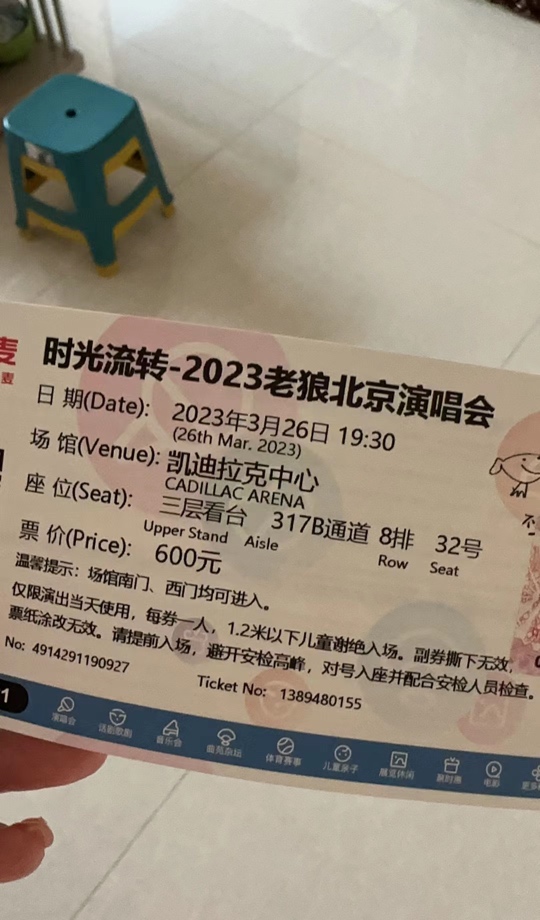 麦
麦
时光流转-2023老狼北京演唱会
日 期(Date): 2023年3月26日 19:30
(26th Mar. 2023)
场 馆(Venue): 凯迪拉克中心
CADILLAC ARENA
座 位(Seat): 三层看台 317B通道 8排 32号
Upper Stand Aisle Row Seat
票 价(Price): 600元
温馨提示：场馆南门、西门均可进入。
仅限演出当天使用，每券一人，1.2米以下儿童谢绝入场。副券撕下无效，
票纸涂改无效。请提前入场，避开安检高峰，对号入座并配合安检人员检查。
No: 4914291190927 Ticket No: 1389480155
1
演唱会 话剧歌剧 音乐会 曲苑杂坛 体育赛事 儿童亲子 展览休闲 电影
不